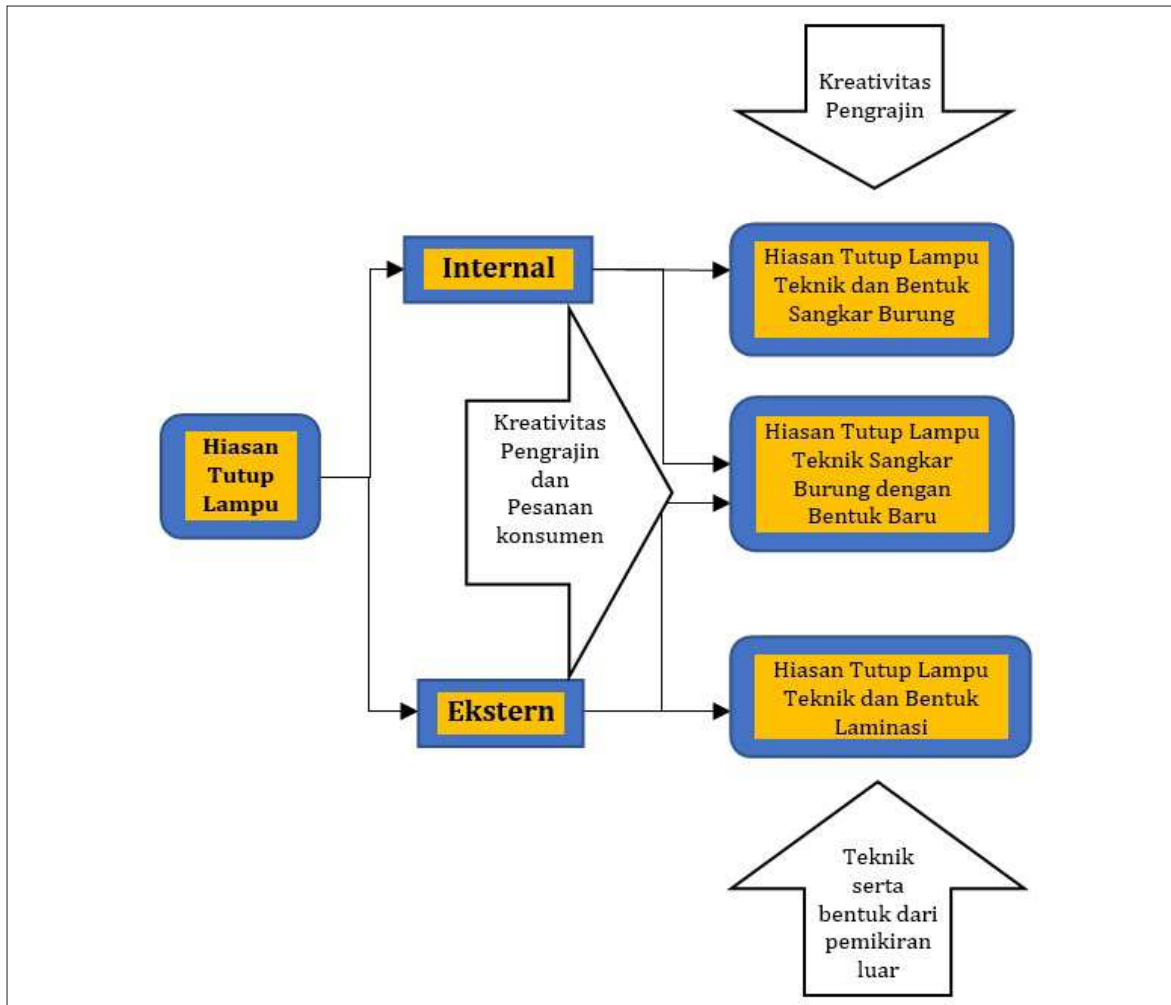 Kreativitas
Pengrajin
Internal
Hiasan Tutup Lampu
Teknik dan Bentuk
Sangkar Burung
Hiasan
Tutup
Lampu
Kreativitas
Pengrajin
dan
Pesanan
konsumen
Hiasan Tutup Lampu
Teknik Sangkar
Burung dengan
Bentuk Baru
Ekstern
Hiasan Tutup Lampu
Teknik dan Bentuk
Laminasi
Teknik
serta
bentuk dari
pemikiran
luar